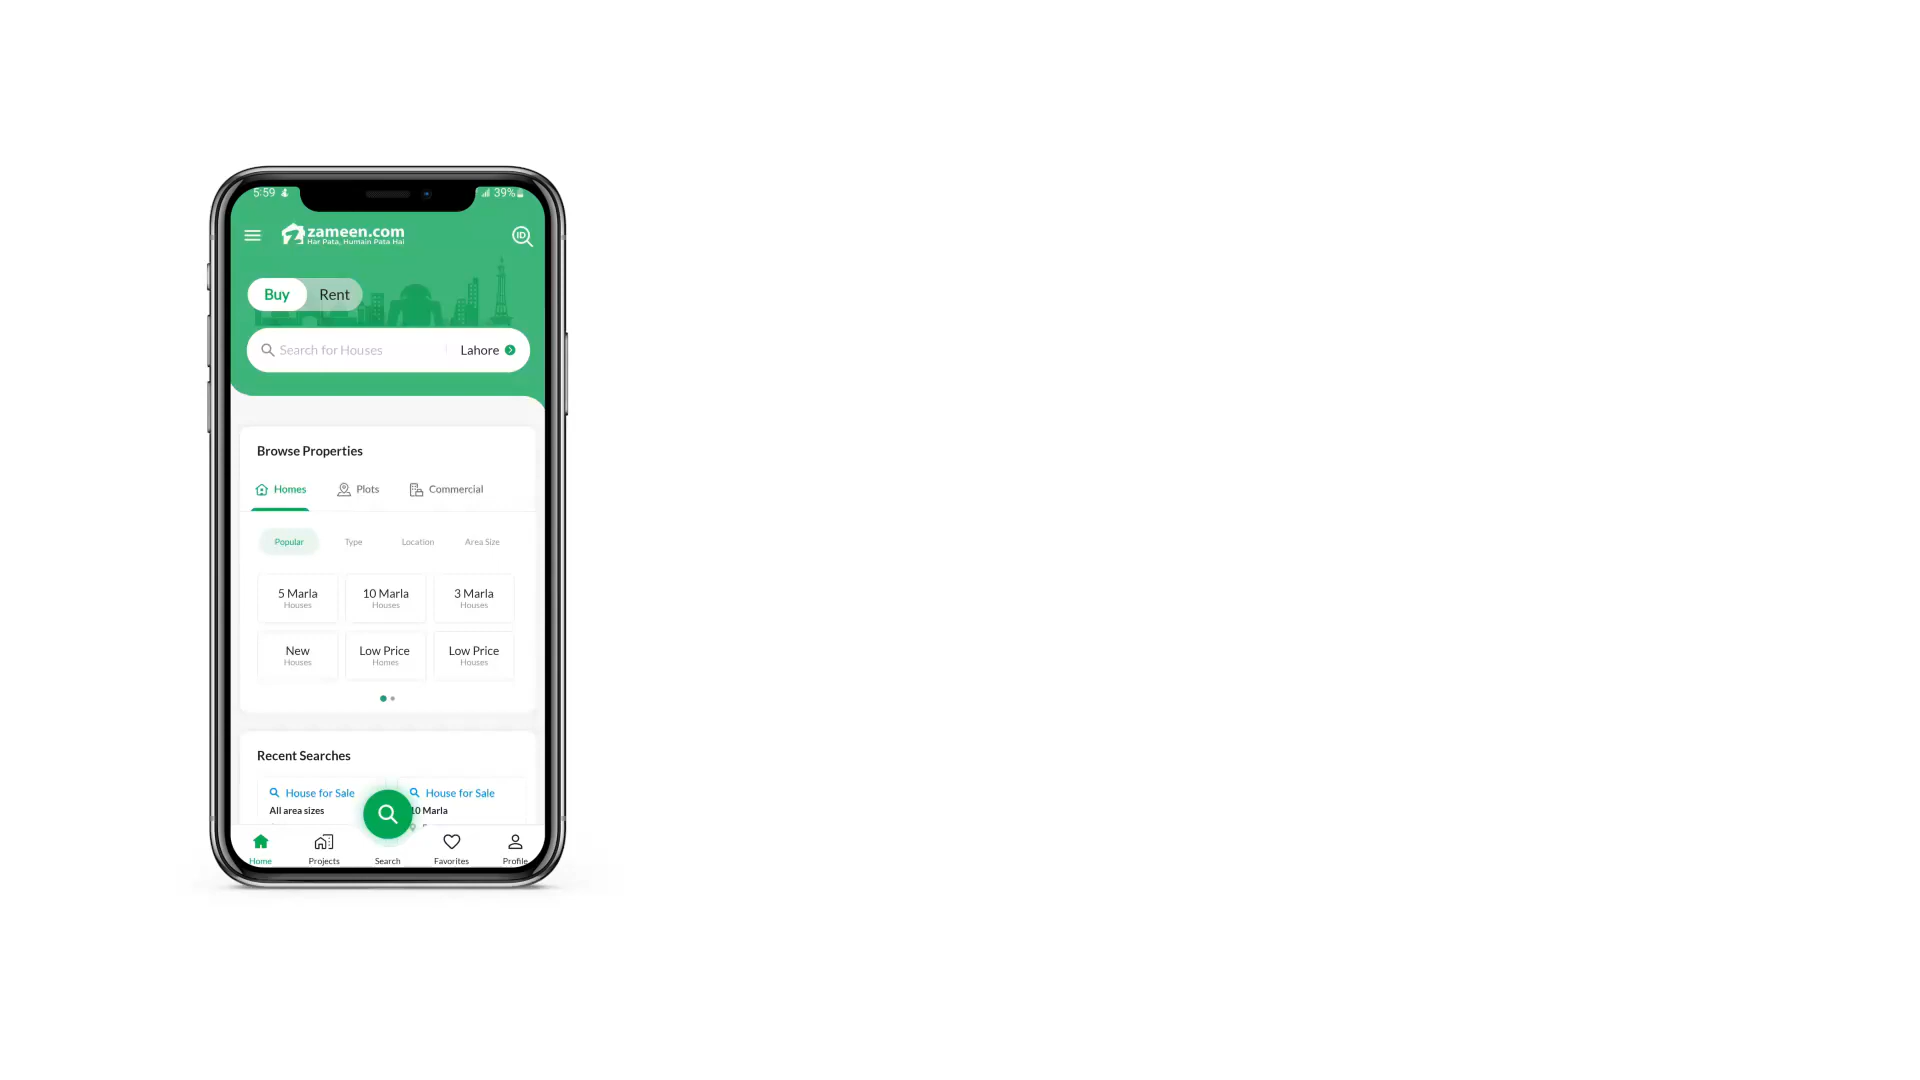 5:59
39%
zameen.com
Har Pata, Humain Pata Hai
ID
Buy Rent
Search for Houses Lahore
Browse Properties
Homes Plots Commercial
Popular Type Location Area Size
5 Marla 10 Marla 3 Marla
Houses Houses Houses
New Low Price Low Price
Houses Homes Houses
Recent Searches
House for Sale House for Sale
All area sizes 10 Marla
Home Projects Search Favorites Profile